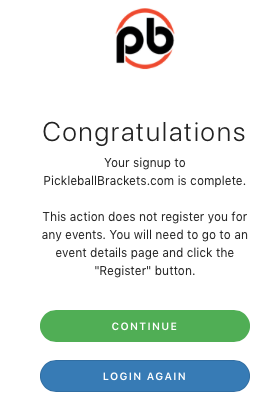 pb
Congratulations
Your signup to
PickleballBrackets.com is complete.
This action does not register you for
any events. You will need to go to an
event details page and click the
"Register" button.
CONTINUE
LOGIN AGAIN